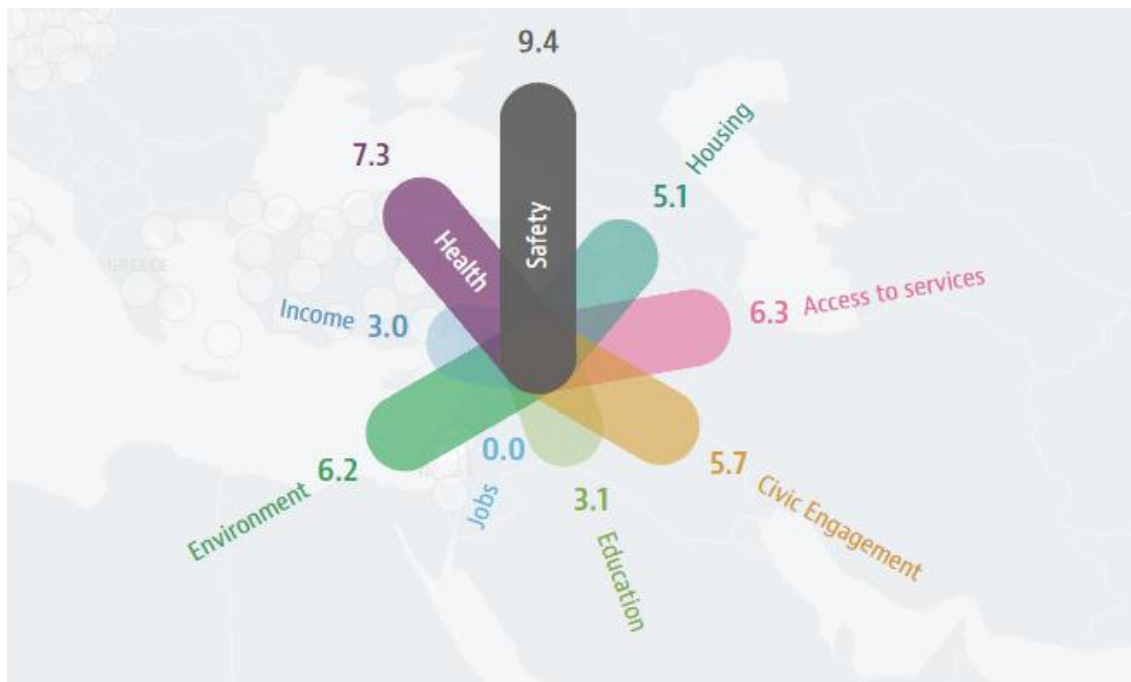 9.4
Safety
Housing
5.1
7.3
Health
6.3 Access to services
Income 3.0
GREECE
5.7
Civic Engagement
6.2
Environment
0.0
Jobs
3.1
Education